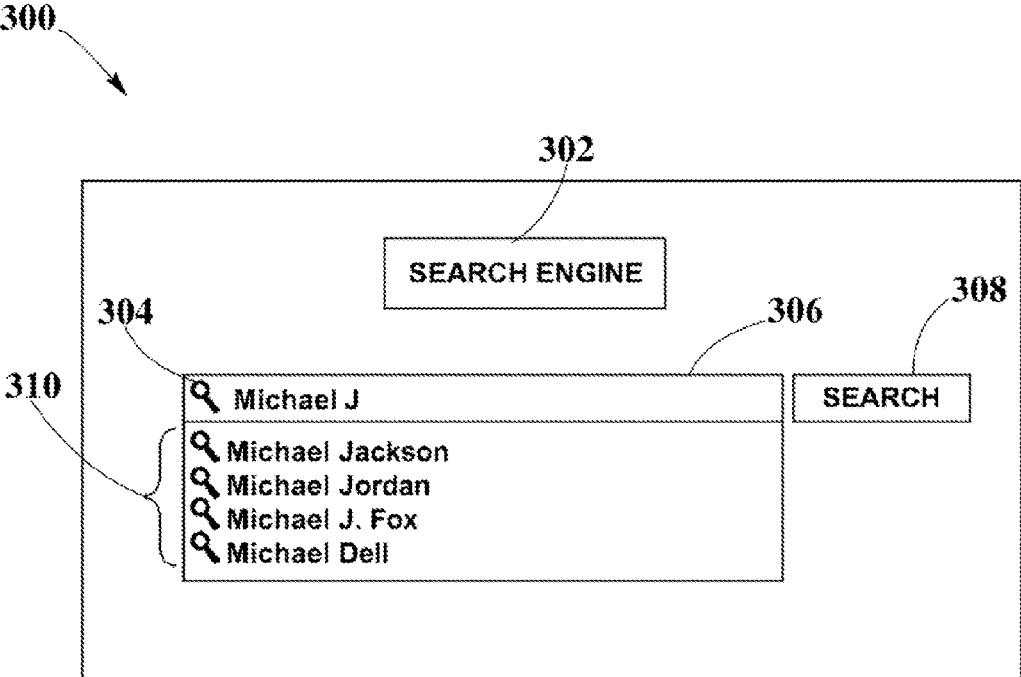 300
302
SEARCH ENGINE
304
306
308
310
Michael J
SEARCH
Michael Jackson
Michael Jordan
Michael J. Fox
Michael Dell